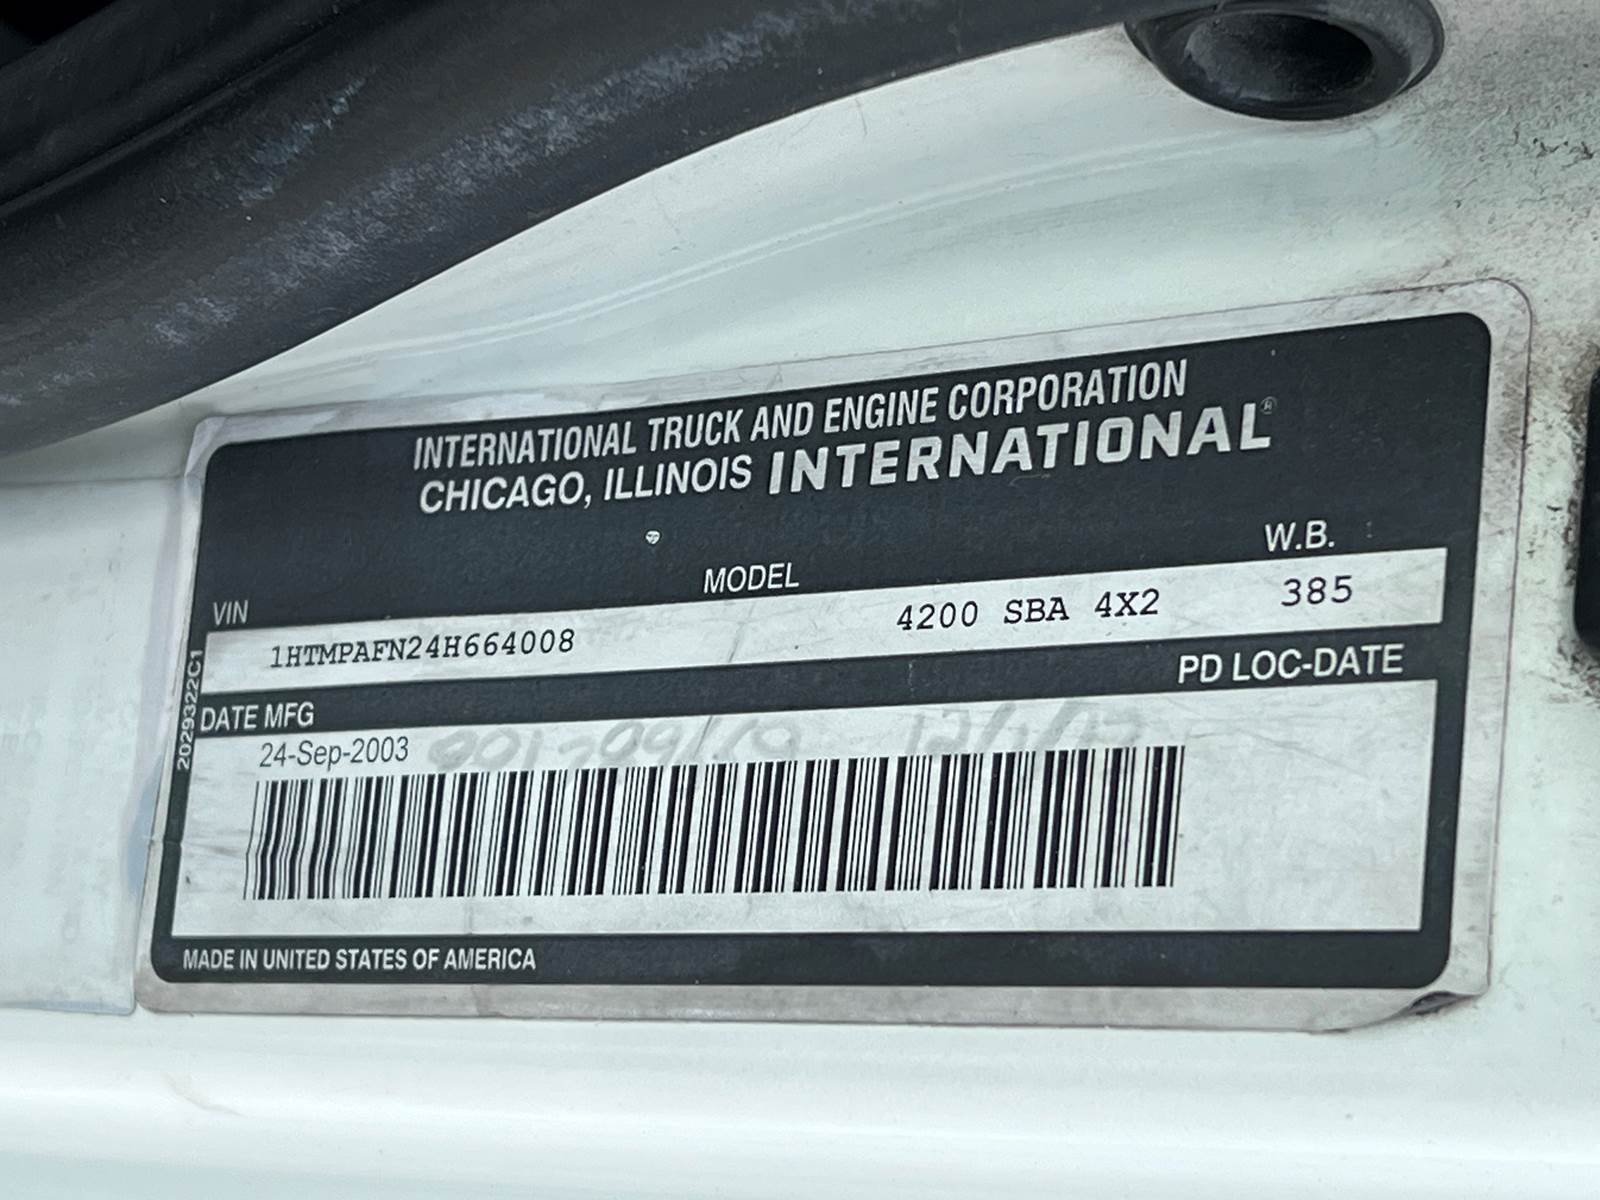 INTERNATIONAL TRUCK AND ENGINE CORPORATION
CHICAGO, ILLINOIS INTERNATIONAL®
MODEL W.B.
VIN
1HTMPAFN24H664008 4200 SBA 4X2 385
PD LOC-DATE
DATE MFG
24-Sep-2003
2029322C1
MADE IN UNITED STATES OF AMERICA